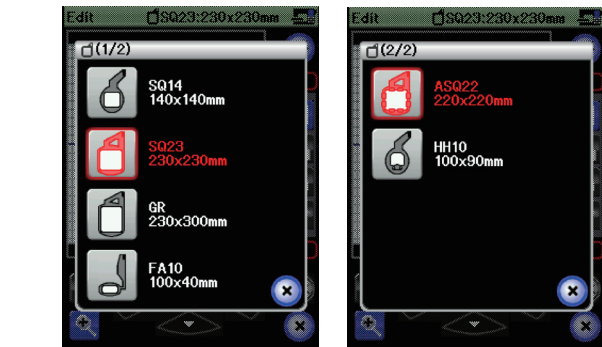 Edit SQ23:230x230mm
(1/2)
SQ14
140x140mm
SQ23
230x230mm
GR
230x300mm
FA10
100x40mm
Edit SQ23:230x230mm
(2/2)
ASQ22
220x220mm
HH10
100x90mm